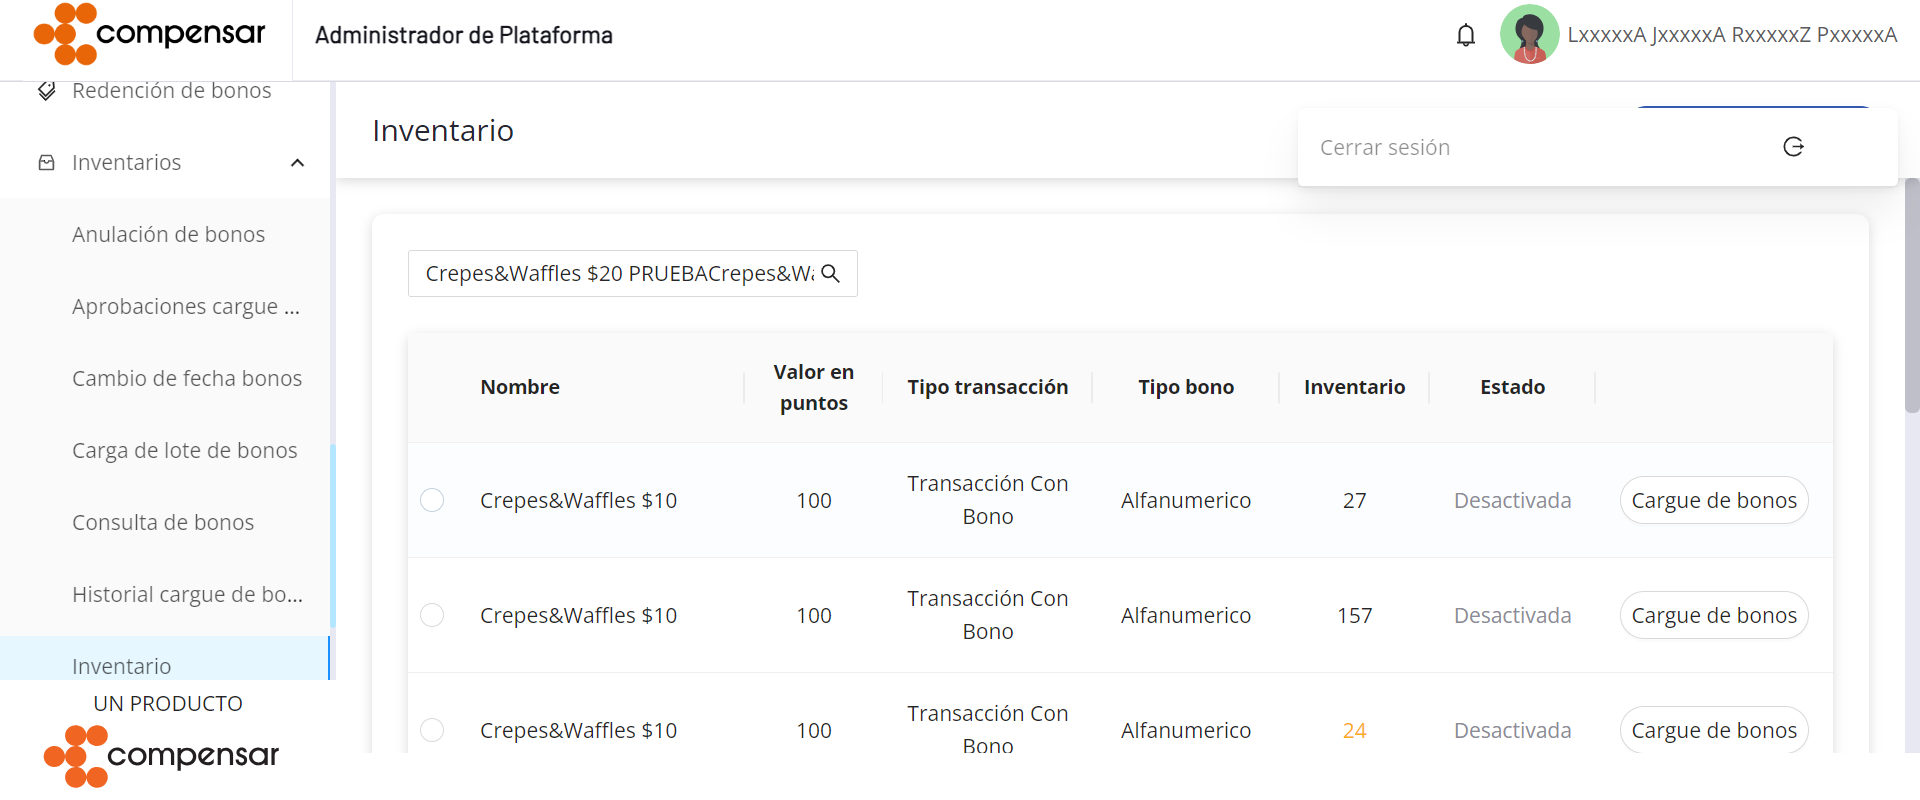 compensar
Administrador de Plataforma
LxxxxxA JxxxxxA RxxxxxZ PxxxxxA
Redención de bonos
Inventarios
Anulación de bonos
Aprobaciones cargue ...
Cambio de fecha bonos
Carga de lote de bonos
Consulta de bonos
Historial cargue de bo...
Inventario
UN PRODUCTO
compensar
Inventario
Cerrar sesión
Crepes&Waffles $20 PRUEBACrepes&Wa
Nombre
Valor en
puntos
Tipo transacción
Tipo bono
Inventario
Estado
Crepes&Waffles $10
100
Transacción Con
Bono
Alfanumerico
27
Desactivada
Cargue de bonos
Crepes&Waffles $10
100
Transacción Con
Bono
Alfanumerico
157
Desactivada
Cargue de bonos
Crepes&Waffles $10
100
Transacción Con
Bono
Alfanumerico
24
Desactivada
Cargue de bonos